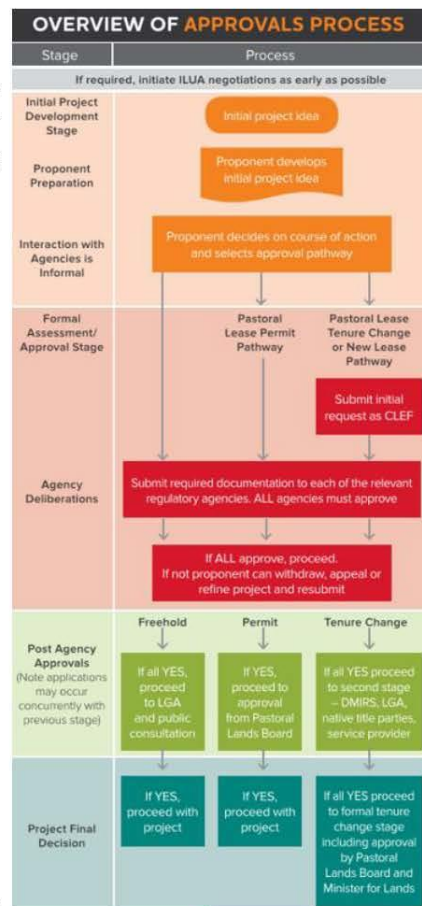 OVERVIEW OF APPROVALS PROCESS
Stage
Process
If required, initiate ILUA negotiations as early as possible
Initial Project
Development
Stage
Initial project idea
Proponent
Preparation
Proponent develops
initial project idea
Interaction with
Agencies is
Informal
Proponent decides on course of action
and selects approval pathway
Formal
Assessment/
Approval Stage
Pastoral
Lease Permit
Pathway
Pastoral Lease
Tenure Change
or New Lease
Pathway
Submit initial
request as CLEF
Agency
Deliberations
Submit required documentation to each of the relevant
regulatory agencies. ALL agencies must approve
If ALL approve, proceed.
If not proponent can withdraw, appeal or
refine project and resubmit
Post Agency
Approvals
(Note applications
may occur
concurrently with
previous stage)
Freehold
Permit
Tenure Change
If all YES,
proceed
to LGA
and public
consultation
If YES,
proceed to
approval
from Pastoral
Lands Board
If all YES proceed
to second stage
– DMIRS, LGA,
native title parties,
service provider
Project Final
Decision
If YES,
proceed with
project
If YES,
proceed with
project
If all YES proceed
to formal tenure
change stage
including approval
by Pastoral
Lands Board and
Minister for Lands